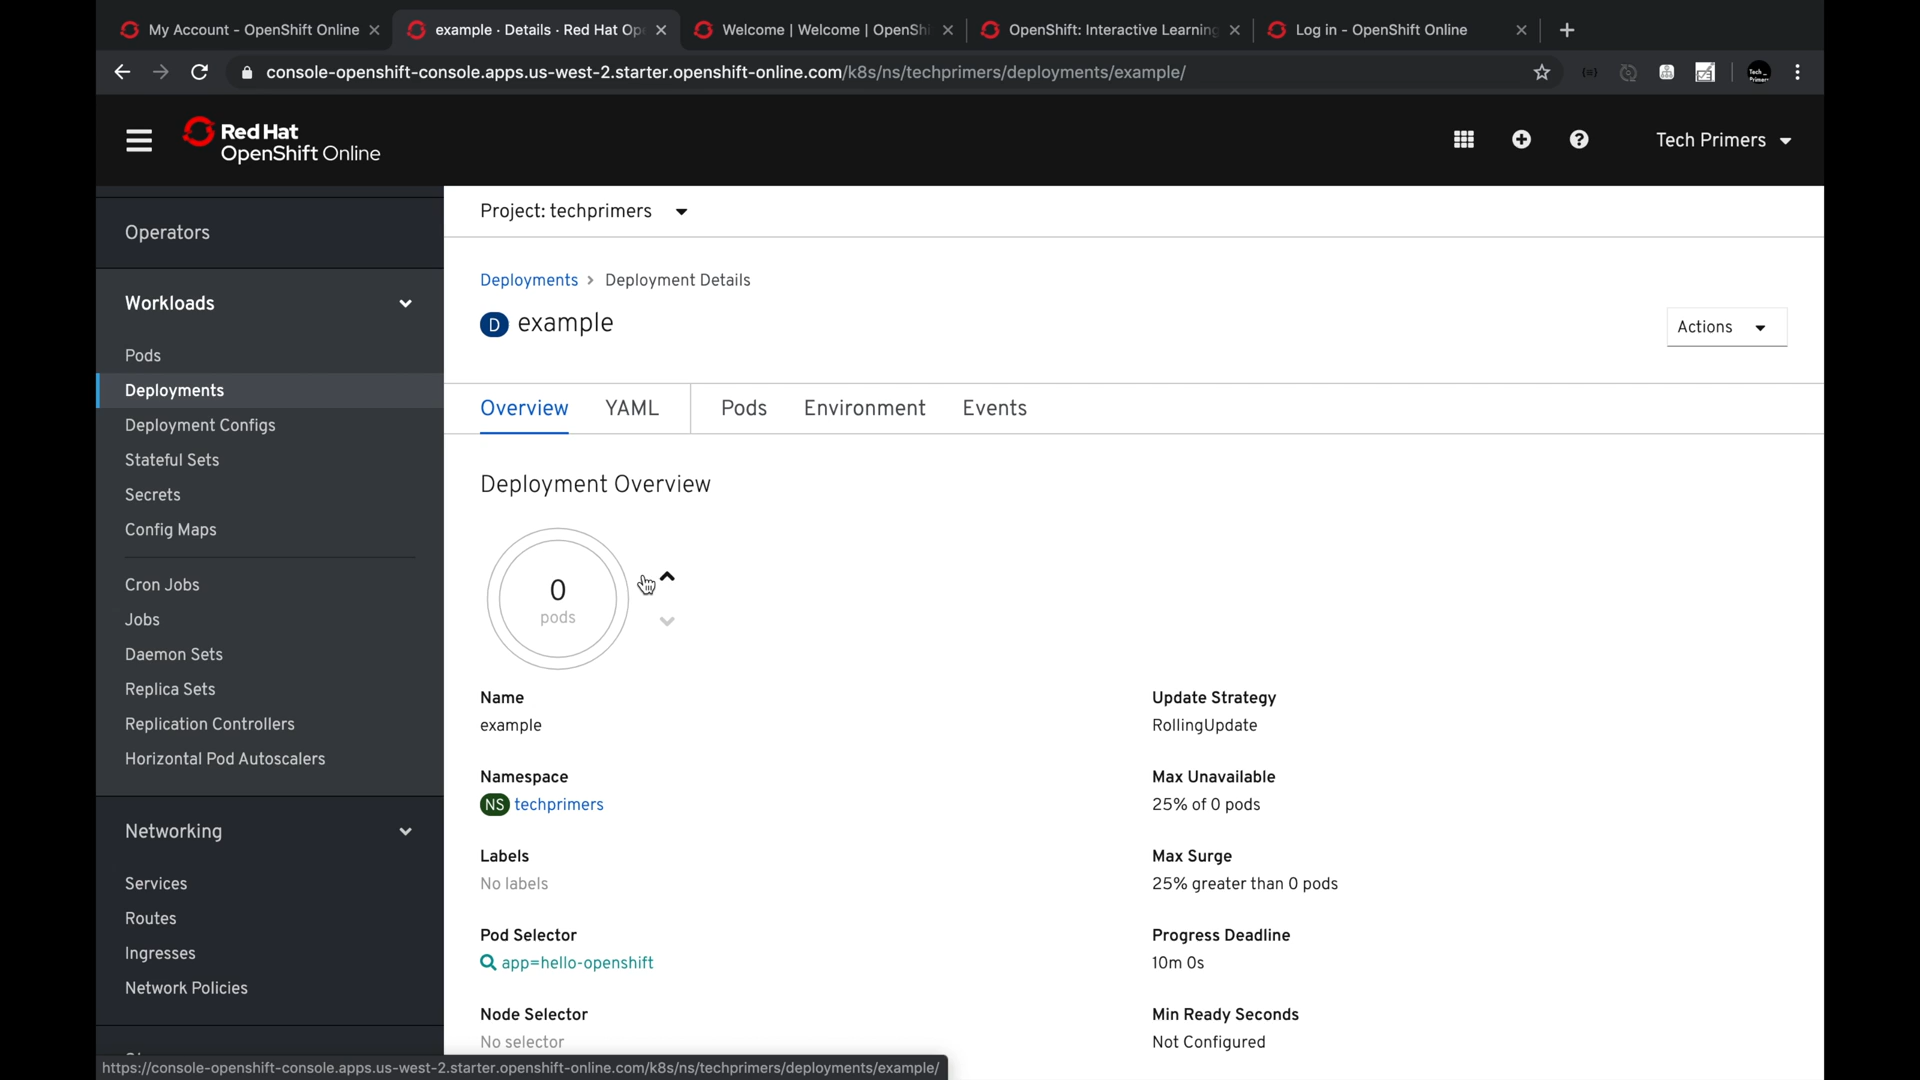 My Account - OpenShift Online
example · Details · Red Hat Op
Welcome | Welcome | OpenShi
OpenShift: Interactive Learning
Log in - OpenShift Online
console-openshift-console.apps.us-west-2.starter.openshift-online.com/k8s/ns/techprimers/deployments/example/
Red Hat
OpenShift Online
Tech Primers
Operators
Workloads
Pods
Deployments
Deployment Configs
Stateful Sets
Secrets
Config Maps
Cron Jobs
Jobs
Daemon Sets
Replica Sets
Replication Controllers
Horizontal Pod Autoscalers
Networking
Services
Routes
Ingresses
Network Policies
Project: techprimers
Deployments > Deployment Details
D example
Actions
Overview YAML Pods Environment Events
Deployment Overview
0
pods
Name
example
Namespace
NS techprimers
Labels
No labels
Pod Selector
app=hello-openshift
Node Selector
No selector
Update Strategy
RollingUpdate
Max Unavailable
25% of 0 pods
Max Surge
25% greater than 0 pods
Progress Deadline
10m 0s
Min Ready Seconds
Not Configured
https://console-openshift-console.apps.us-west-2.starter.openshift-online.com/k8s/ns/techprimers/deployments/example/